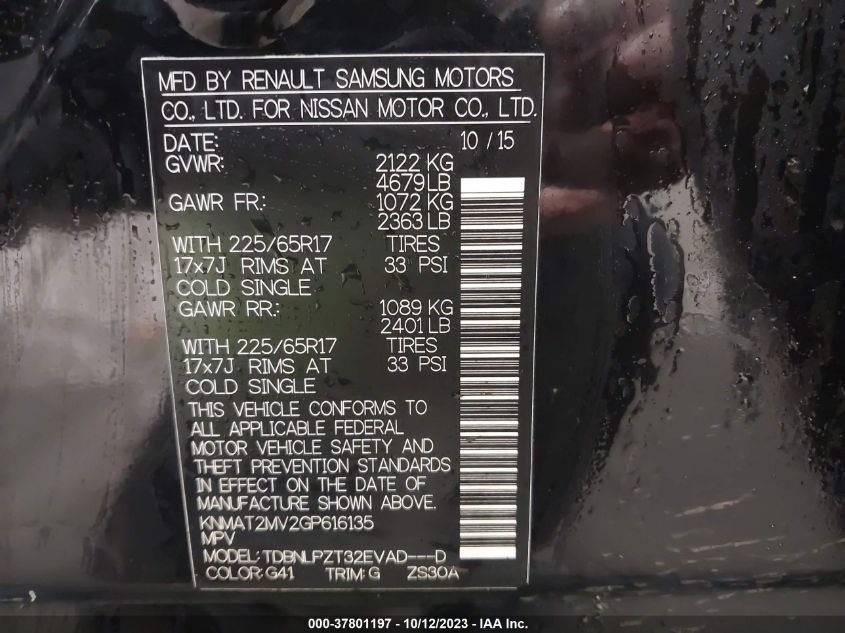 MFD BY RENAULT SAMSUNG MOTORS
CO., LTD. FOR NISSAN MOTOR CO., LTD.
DATE: 10 / 15
GVWR: 2122 KG
4679 LB
GAWR FR: 1072 KG
2363 LB
WITH 225/65R17 TIRES
17x7J RIMS AT 33 PSI
COLD SINGLE
GAWR RR: 1089 KG
2401 LB
WITH 225/65R17 TIRES
17x7J RIMS AT 33 PSI
COLD SINGLE
THIS VEHICLE CONFORMS TO
ALL APPLICABLE FEDERAL
MOTOR VEHICLE SAFETY AND
THEFT PREVENTION STANDARDS
IN EFFECT ON THE DATE OF
MANUFACTURE SHOWN ABOVE.
KNMAT2MV2GP616135
MPV
MODEL: TDBNLPZT32EVAD---D
COLOR: G41 TRIM: G ZS30A
000-37801197 - 10/12/2023 - IAA Inc.